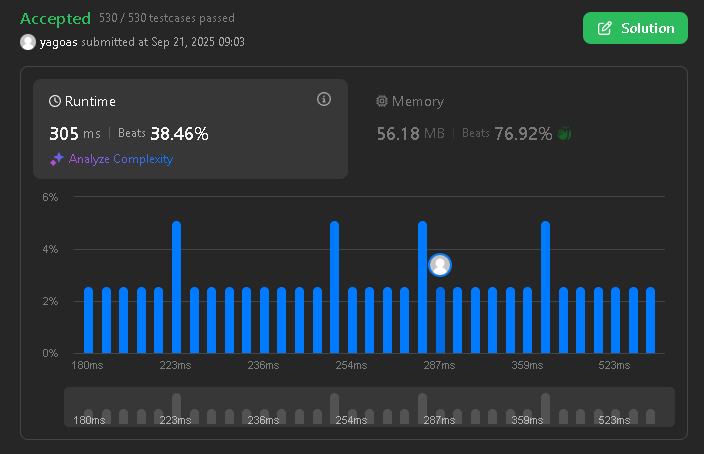 Accepted 530 / 530 testcases passed
yagoas submitted at Sep 21, 2025 09:03
Solution
Runtime
305 ms | Beats 38.46%
Analyze Complexity
Memory
56.18 MB | Beats 76.92%
6%
4%
2%
0%
180ms 223ms 236ms 254ms 287ms 359ms 523ms
180ms 223ms 236ms 254ms 287ms 359ms 523ms